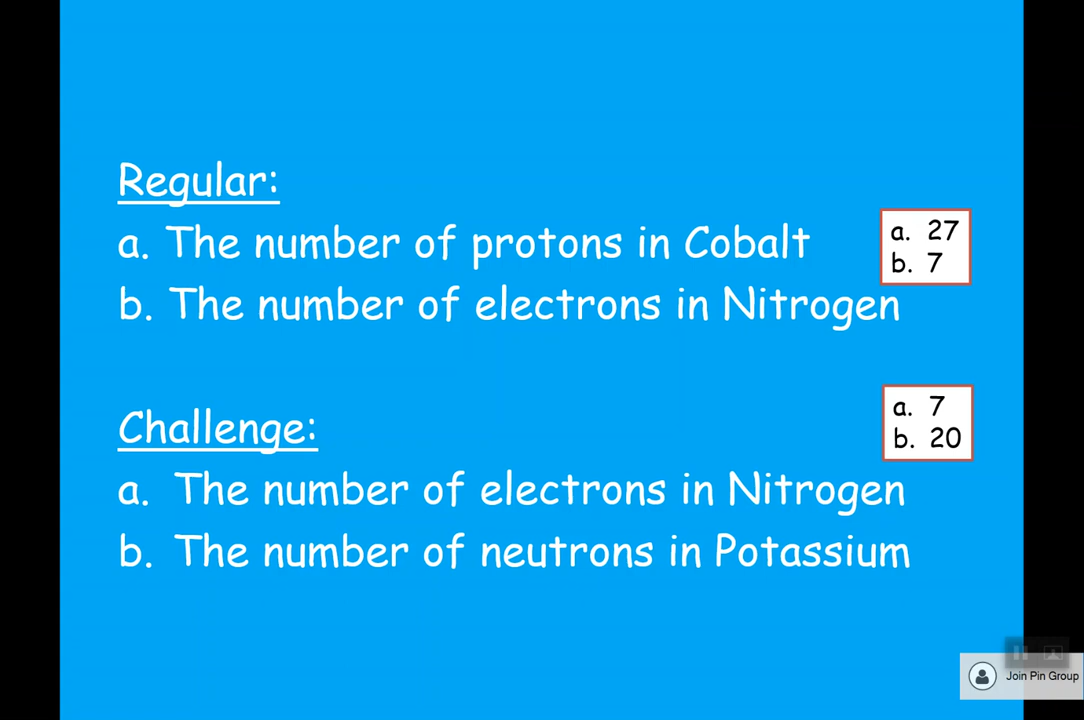 Regular:
a. The number of protons in Cobalt
a. 27
b. 7
b. The number of electrons in Nitrogen
Challenge:
a. 7
b. 20
a. The number of electrons in Nitrogen
b. The number of neutrons in Potassium
Join Pin Group